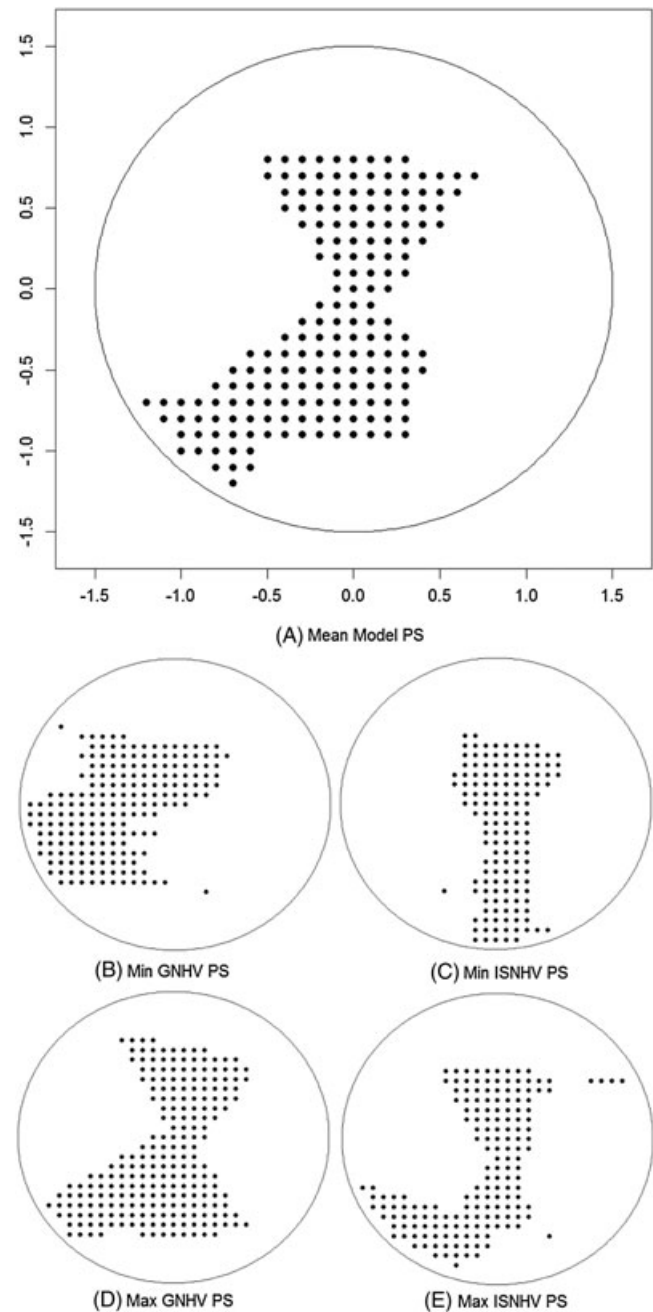 1.5
1.0
0.5
0.0
-0.5
-1.0
-1.5
-1.5 -1.0 -0.5 0.0 0.5 1.0 1.5
(A) Mean Model PS
(B) Min GNHV PS
(C) Min ISNHV PS
(D) Max GNHV PS
(E) Max ISNHV PS